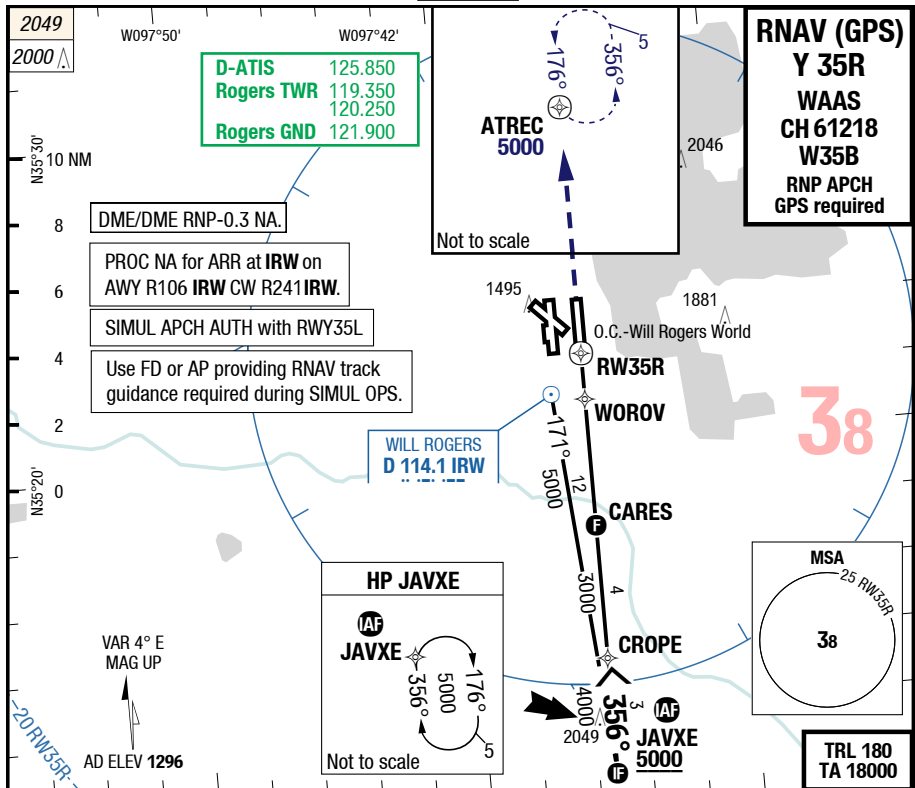 2049
2000
W097°50'
W097°42'
D-ATIS 125.850
Rogers TWR 119.350
120.250
Rogers GND 121.900
176°
356°
5
ATREC
5000
Not to scale
2046
RNAV (GPS)
Y 35R
WAAS
CH 61218
W35B
RNP APCH
GPS required
N35°30'
10 NM
8
6
4
2
0
N35°20'
DME/DME RNP-0.3 NA.
PROC NA for ARR at IRW on
AWY R106 IRW CW R241IRW.
SIMUL APCH AUTH with RWY35L
Use FD or AP providing RNAV track
guidance required during SIMUL OPS.
1495
1881
O.C.-Will Rogers World
RW35R
WOROV
38
WILL ROGERS
D 114.1 IRW
171°
5000
12
CARES
F
3000
4
CROPE
HP JAVXE
IAF
JAVXE
356°
5000
176°
5
Not to scale
MSA
25 RW35R
38
VAR 4° E
MAG UP
AD ELEV 1296
20 RW35R
4000
2049
356°
3
IAF
JAVXE
5000
IF
TRL 180
TA 18000